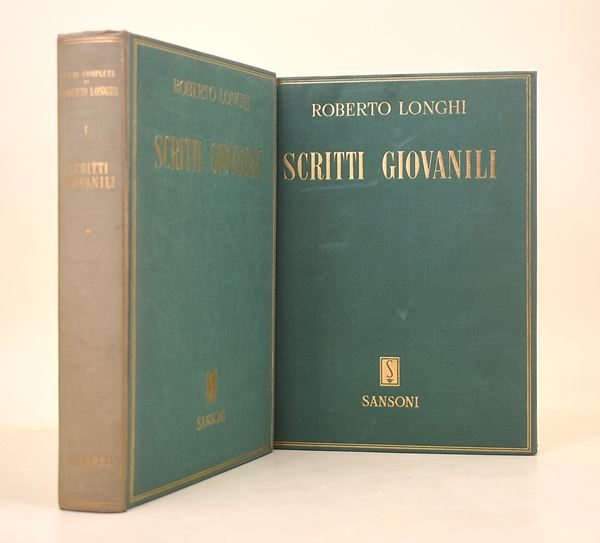 OPERE COMPLETE
DI
ROBERTO LONGHI
I
SCRITTI
GIOVANILI
*
SANSONI
ROBERTO LONGHI
SCRITTI GIOVANILI
S
SANSONI
ROBERTO LONGHI
SCRITTI GIOVANILI
S
SANSONI